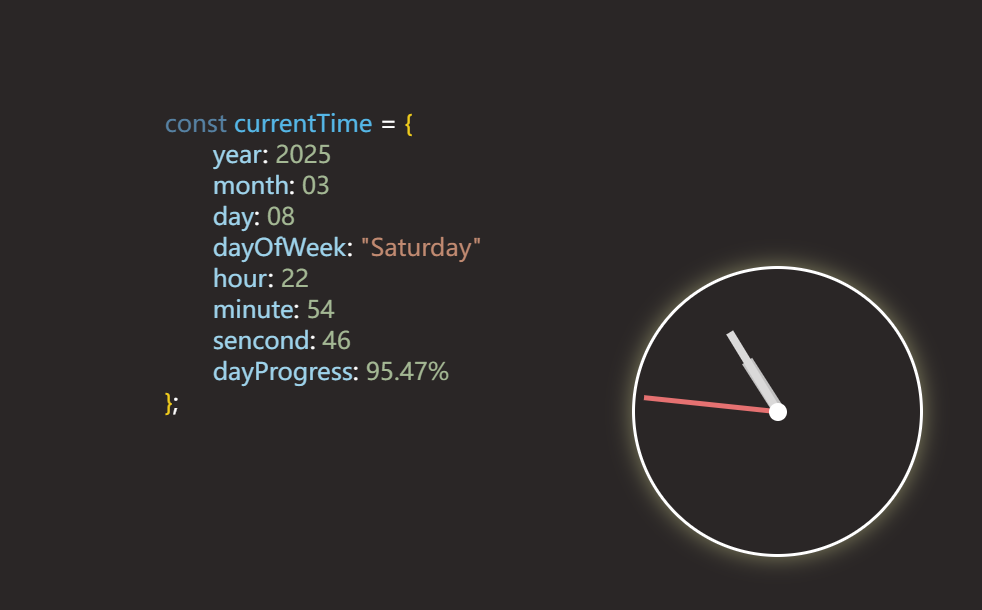 const currentTime = {
year: 2025
month: 03
day: 08
dayOfWeek: "Saturday"
hour: 22
minute: 54
sencond: 46
dayProgress: 95.47%
};